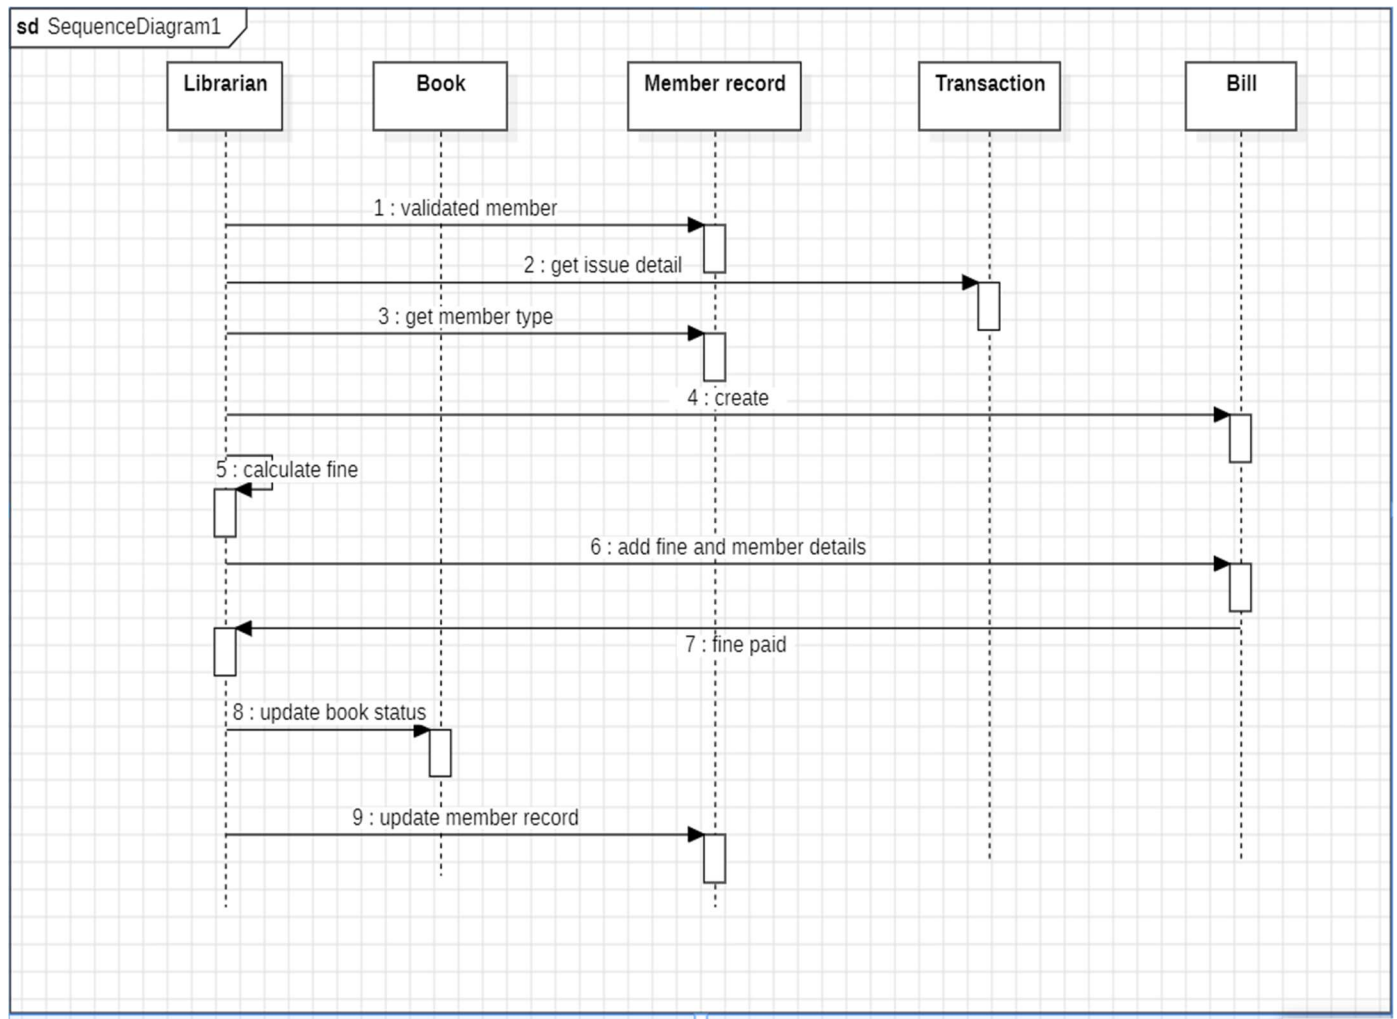 sd SequenceDiagram1
Librarian
Book
Member record
Transaction
Bill
1 : validated member
2 : get issue detail
3 : get member type
4 : create
5 : calculate fine
6 : add fine and member details
7 : fine paid
8 : update book status
9 : update member record